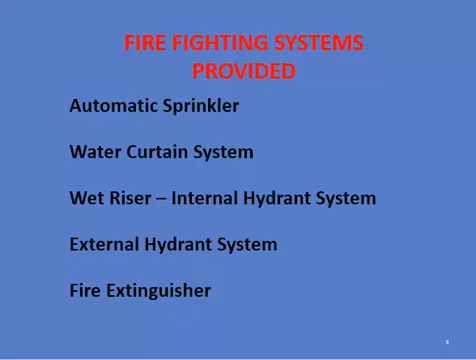 FIRE FIGHTING SYSTEMS
PROVIDED
Automatic Sprinkler
Water Curtain System
Wet Riser – Internal Hydrant System
External Hydrant System
Fire Extinguisher
3